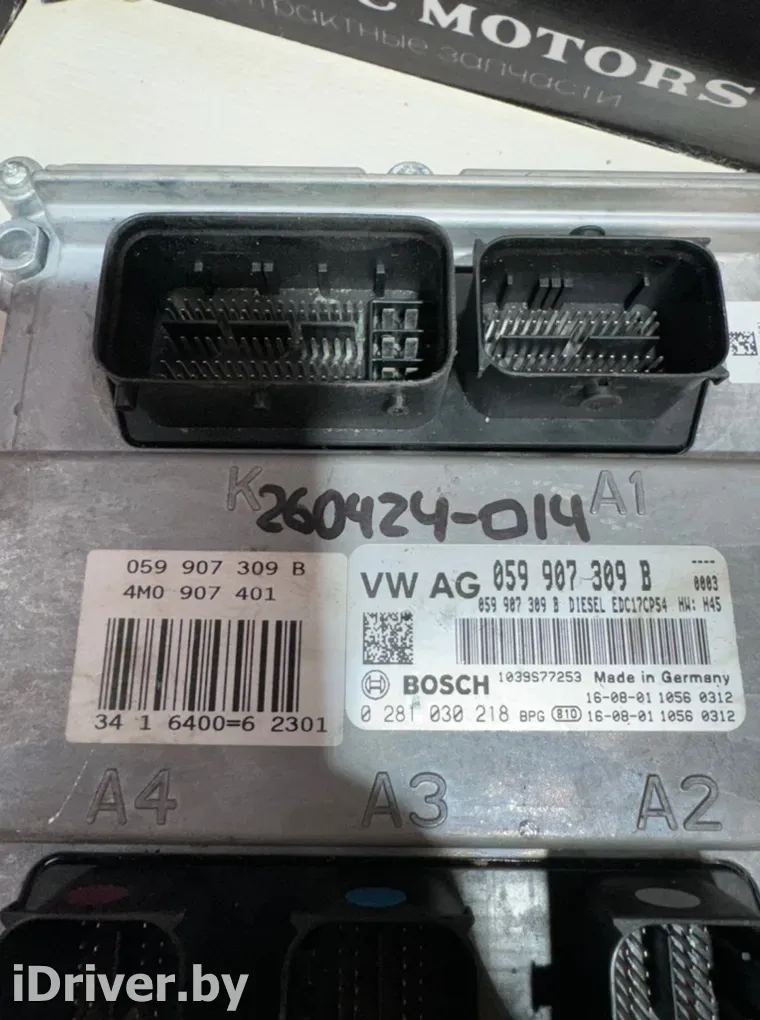 C MOTORS
контрактные запчасти
K
A1
260424-014
059 907 309 B
4M0 907 401
34 1 6400=6 2301
VW AG 059 907 309 B
----
0003
059 907 309 B DIESEL EDC17CP54 HW: H45
BOSCH
1039S77253 Made in Germany
16-08-01 1056 0312
0 281 030 218 BPG 81D 16-08-01 1056 0312
A4
A3
A2
iDriver.by